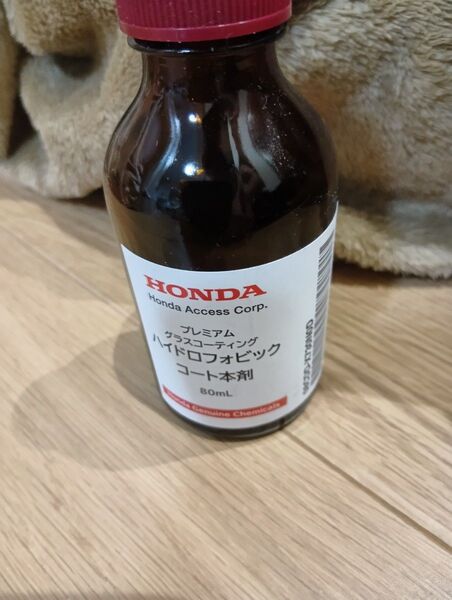 HONDA
Honda Access Corp.
プレミアム
グラスコーティング
ハイドロフォビック
コート本剤
80mL
Honda Genuine Chemicals